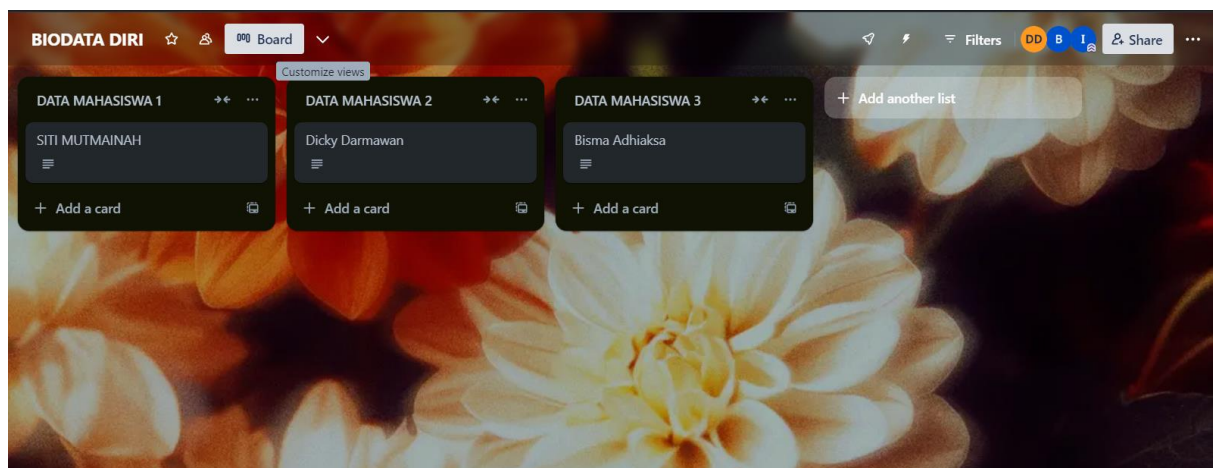 BIODATA DIRI
Board
Filters
DD
B
I
Share
Customize views
DATA MAHASISWA 1
SITI MUTMAINAH
+ Add a card
DATA MAHASISWA 2
Dicky Darmawan
+ Add a card
DATA MAHASISWA 3
Bisma Adhiaksa
+ Add a card
+ Add another list